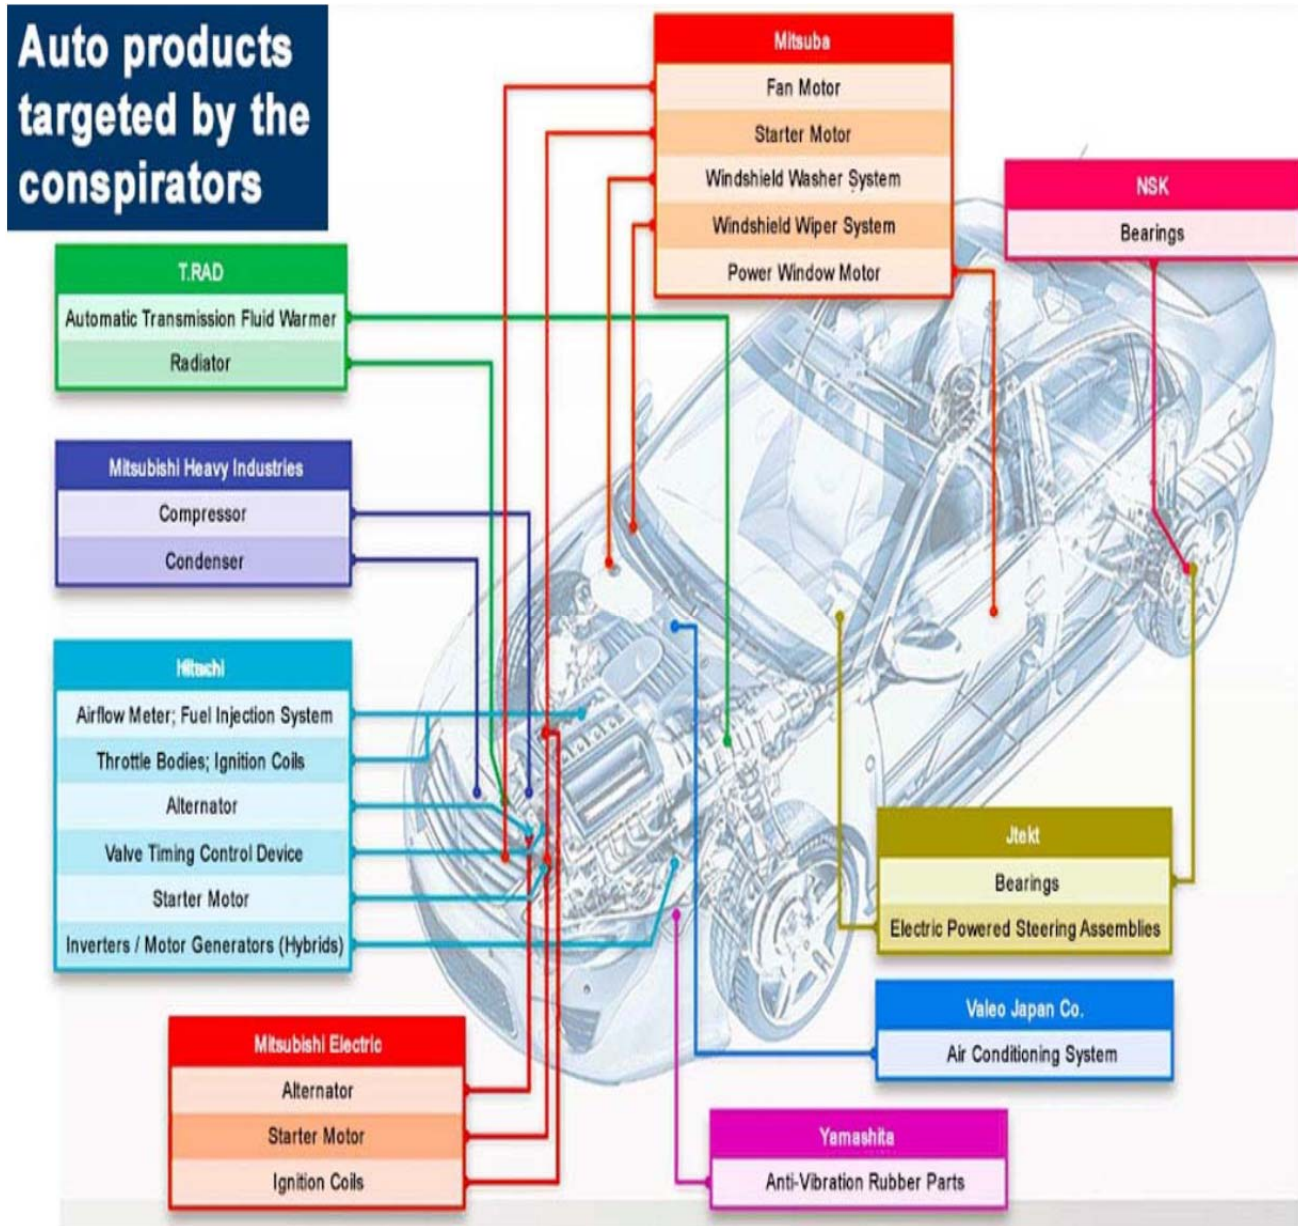 Auto products
targeted by the
conspirators
Mitsuba
Fan Motor
Starter Motor
Windshield Washer System
Windshield Wiper System
Power Window Motor
NSK
Bearings
T.RAD
Automatic Transmission Fluid Warmer
Radiator
Mitsubishi Heavy Industries
Compressor
Condenser
Hitachi
Airflow Meter; Fuel Injection System
Throttle Bodies; Ignition Coils
Alternator
Valve Timing Control Device
Starter Motor
Inverters / Motor Generators (Hybrids)
Jtekt
Bearings
Electric Powered Steering Assemblies
Valeo Japan Co.
Air Conditioning System
Mitsubishi Electric
Alternator
Starter Motor
Ignition Coils
Yamashita
Anti-Vibration Rubber Parts